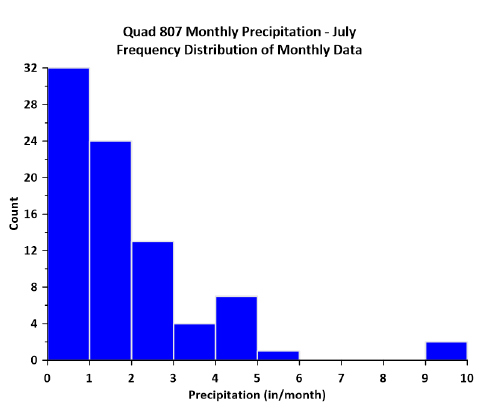 Quad 807 Monthly Precipitation - July
Frequency Distribution of Monthly Data
32
28
24
20
16
12
8
4
0
Count
0 1 2 3 4 5 6 7 8 9 10
Precipitation (in/month)